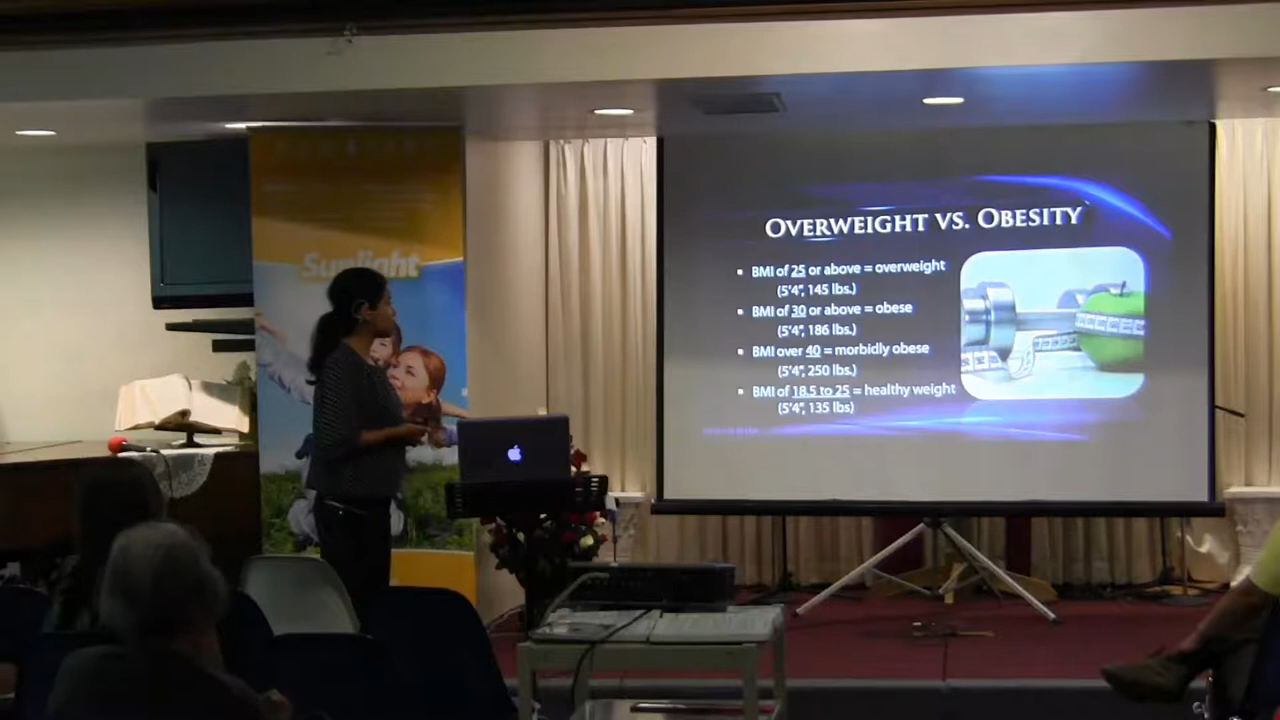 Sunlight
OVERWEIGHT VS. OBESITY
▪ BMI of 25 or above = overweight
(5'4", 145 lbs.)
▪ BMI of 30 or above = obese
(5'4", 186 lbs.)
▪ BMI over 40 = morbidly obese
(5'4", 250 lbs.)
▪ BMI of 18.5 to 25 = healthy weight
(5'4", 135 lbs)